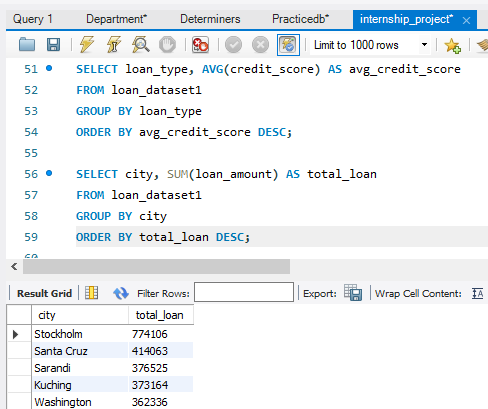 Query 1 Department* Determiners Practicedb* internship_project*
Limit to 1000 rows
51 SELECT loan_type, AVG(credit_score) AS avg_credit_score
52 FROM loan_dataset1
53 GROUP BY loan_type
54 ORDER BY avg_credit_score DESC;
55
56 SELECT city, SUM(loan_amount) AS total_loan
57 FROM loan_dataset1
58 GROUP BY city
59 ORDER BY total_loan DESC;
60
Result Grid Filter Rows: Export: Wrap Cell Content: IA
city total_loan
Stockholm 774106
Santa Cruz 414063
Sarandi 376525
Kuching 373164
Washington 362336